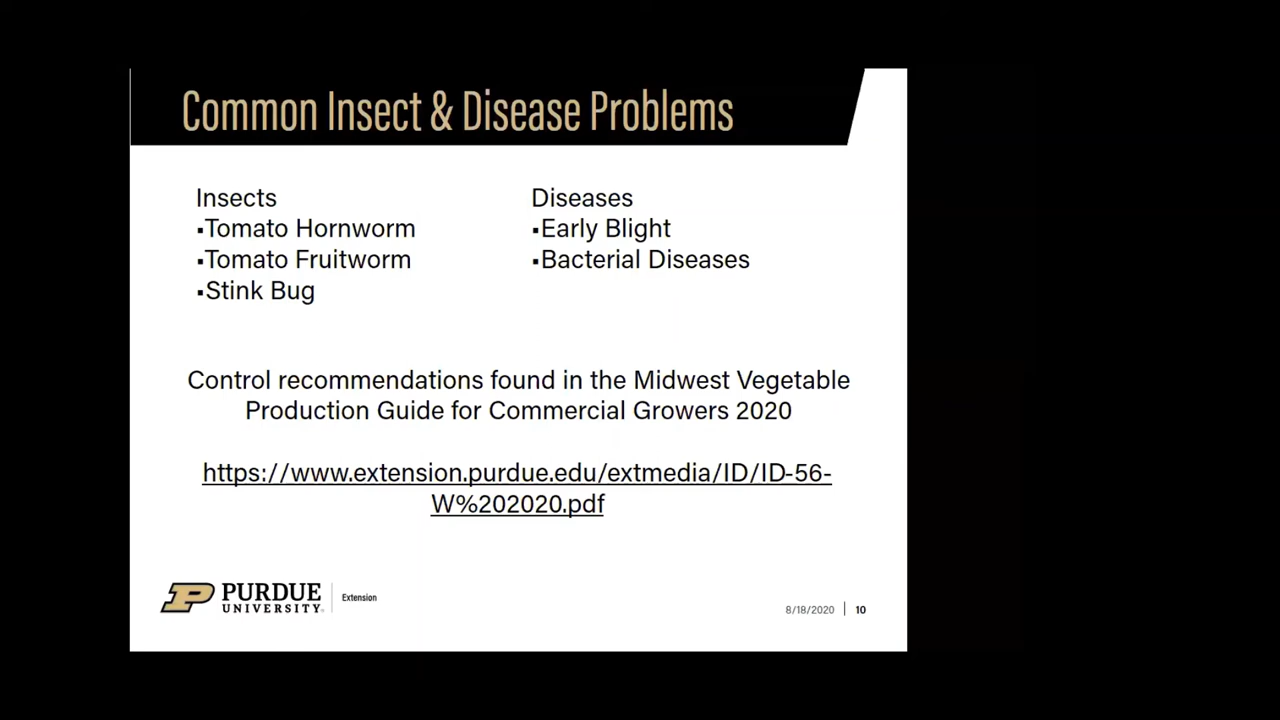 Common Insect & Disease Problems
Insects
▪Tomato Hornworm
▪Tomato Fruitworm
▪Stink Bug
Diseases
▪Early Blight
▪Bacterial Diseases
Control recommendations found in the Midwest Vegetable
Production Guide for Commercial Growers 2020
https://www.extension.purdue.edu/extmedia/ID/ID-56-
W%202020.pdf
PURDUE
UNIVERSITY
Extension
8/18/2020
10